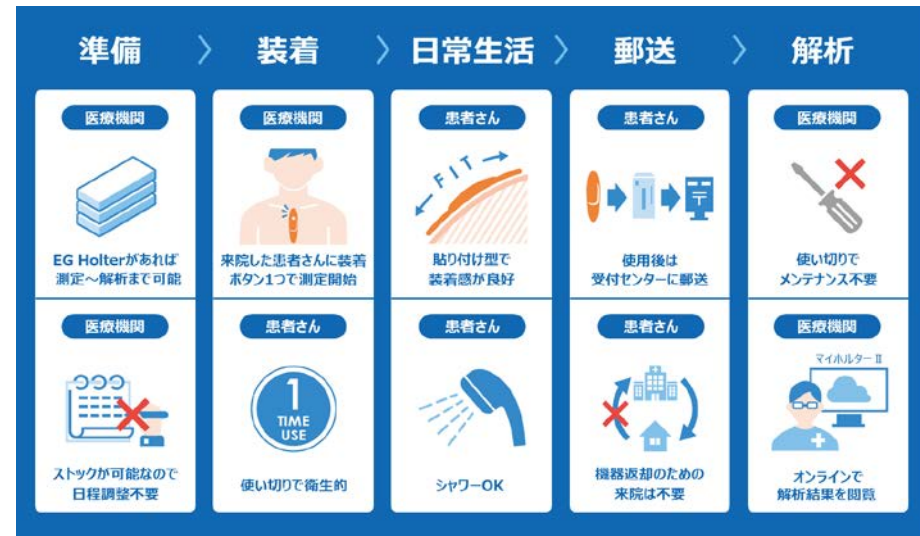 準備
装着
日常生活
郵送
解析
医療機関
EG Holterがあれば
測定～解析まで可能
医療機関
来院した患者さんに装着
ボタン1つで測定開始
患者さん
FIT
貼り付け型で
装着感が良好
患者さん
〒
使用後は
受付センターに郵送
医療機関
使い切りで
メンテナンス不要
医療機関
ストックが可能なので
日程調整不要
患者さん
1
TIME
USE
使い切りで衛生的
患者さん
シャワーOK
患者さん
機器返却のための
来院は不要
医療機関
マイホルターⅡ
オンラインで
解析結果を閲覧